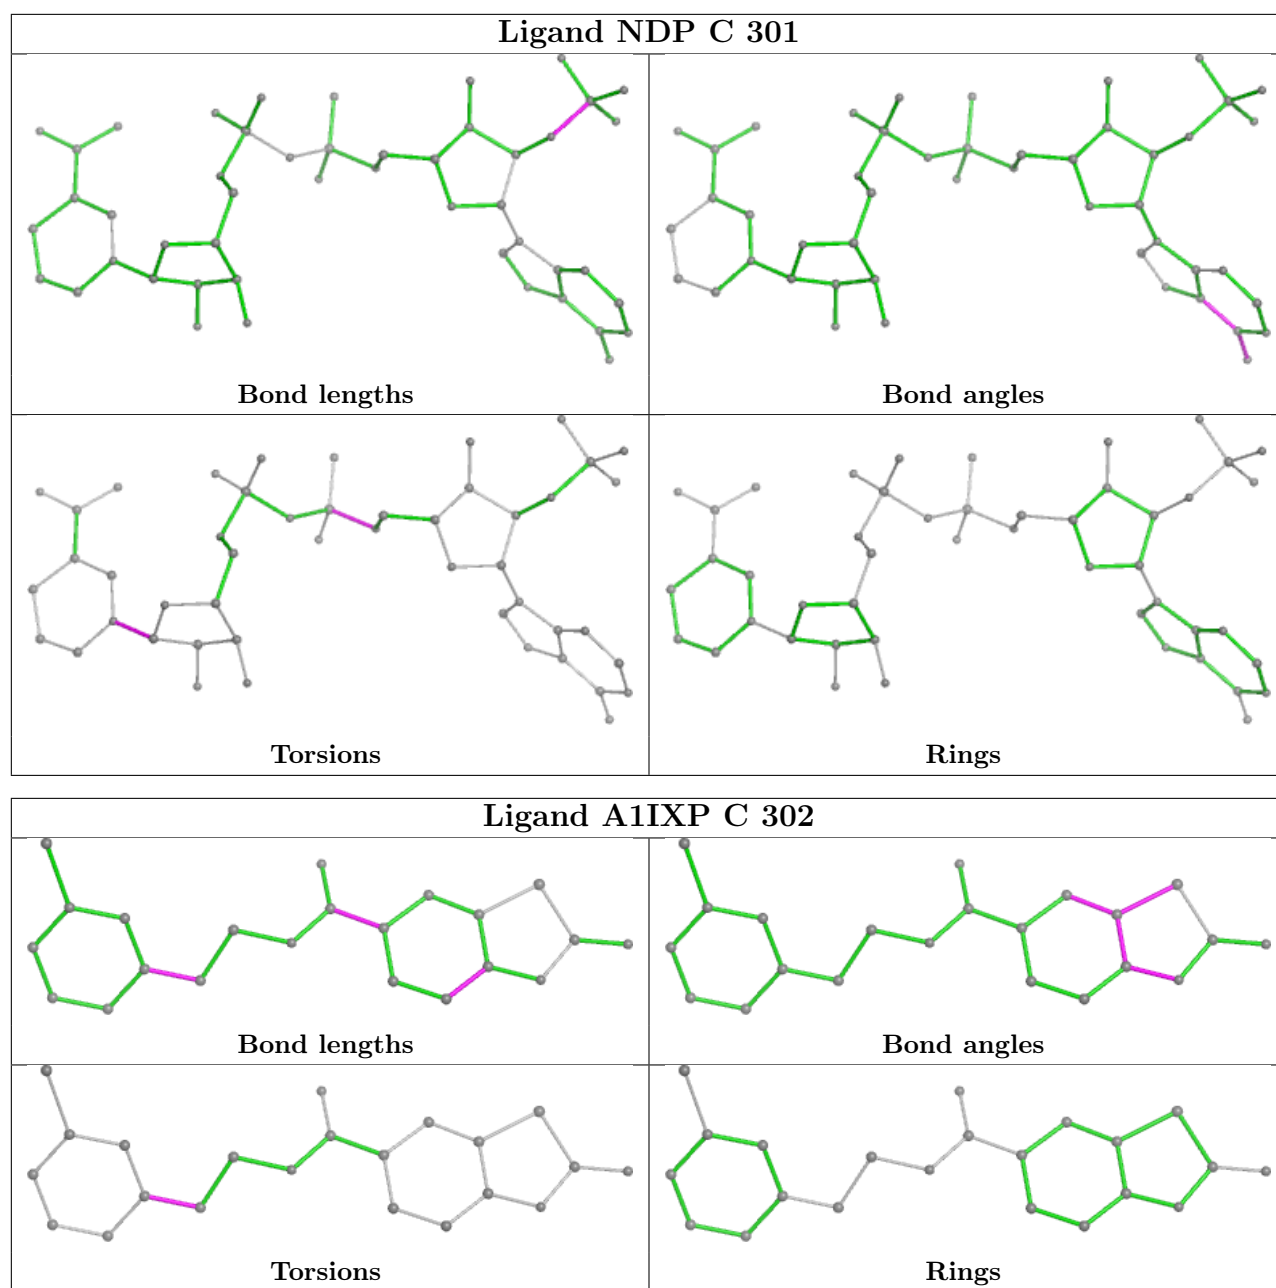 Ligand NDP C 301
Bond lengths
Bond angles
Torsions
Rings
Ligand A1IXP C 302
Bond lengths
Bond angles
Torsions
Rings